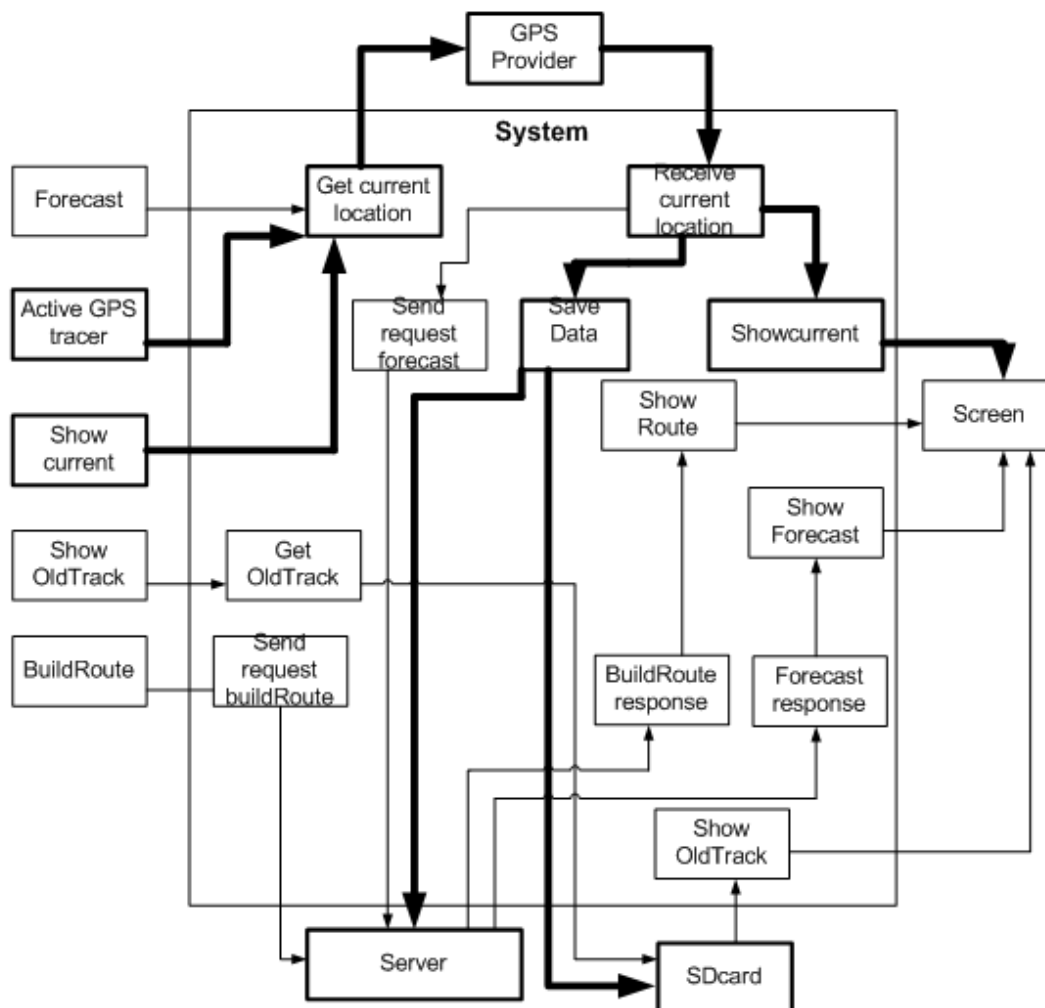 GPS
Provider
System
Forecast
Get current
location
Receive
current
location
Active GPS
tracer
Send
request
forecast
Save
Data
Showcurrent
Show
current
Show
Route
Screen
Show
OldTrack
Get
OldTrack
Show
Forecast
BuildRoute
Send
request
buildRoute
BuildRoute
response
Forecast
response
Show
OldTrack
Server
SDcard